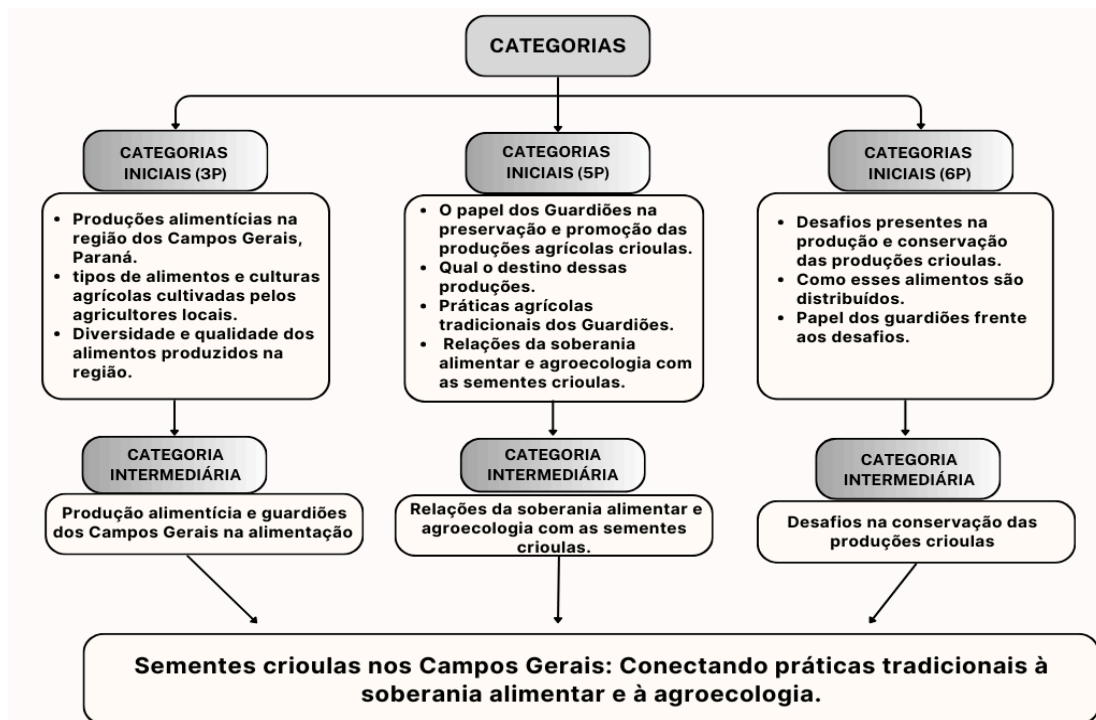 CATEGORIAS
CATEGORIAS
INICIAIS (3P)
• Produções alimentícias na
região dos Campos Gerais,
Paraná.
• tipos de alimentos e culturas
agrícolas cultivadas pelos
agricultores locais.
• Diversidade e qualidade dos
alimentos produzidos na
região.
CATEGORIA
INTERMEDIÁRIA
Produção alimentícia e guardiões
dos Campos Gerais na alimentação
CATEGORIAS
INICIAIS (5P)
• O papel dos Guardiões na
preservação e promoção das
produções agrícolas crioulas.
• Qual o destino dessas
produções.
• Práticas agrícolas
tradicionais dos Guardiões.
• Relações da soberania
alimentar e agroecologia com
as sementes crioulas.
CATEGORIA
INTERMEDIÁRIA
Relações da soberania alimentar e
agroecologia com as sementes
crioulas.
CATEGORIAS
INICIAIS (6P)
• Desafios presentes na
produção e conservação
das produções crioulas.
• Como esses alimentos são
distribuídos.
• Papel dos guardiões frente
aos desafios.
CATEGORIA
INTERMEDIÁRIA
Desafios na conservação das
produções crioulas
Sementes crioulas nos Campos Gerais: Conectando práticas tradicionais à
soberania alimentar e à agroecologia.